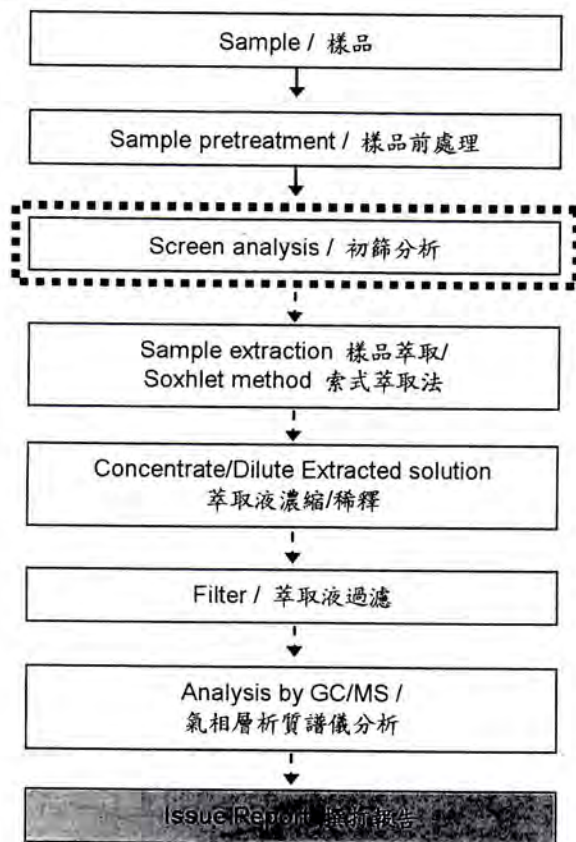 Sample / 樣品
Sample pretreatment / 樣品前處理
Screen analysis / 初篩分析
Sample extraction 樣品萃取/
Soxhlet method 索式萃取法
Concentrate/Dilute Extracted solution
萃取液濃縮/稀釋
Filter / 萃取液過濾
Analysis by GC/MS /
氣相層析質譜儀分析
Issue Report 報告